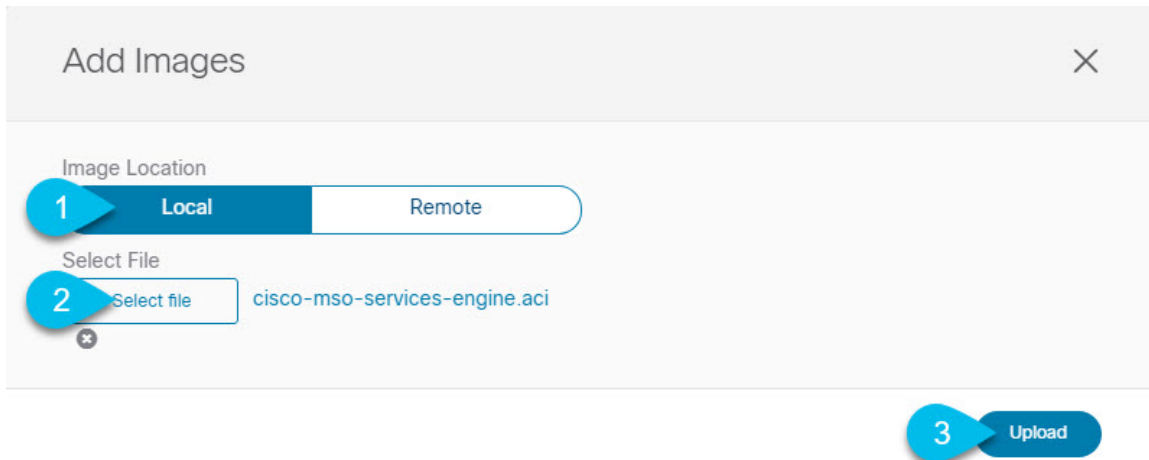 Add Images
Image Location
1 Local Remote
Select File
2 Select file cisco-mso-services-engine.aci
3 Upload